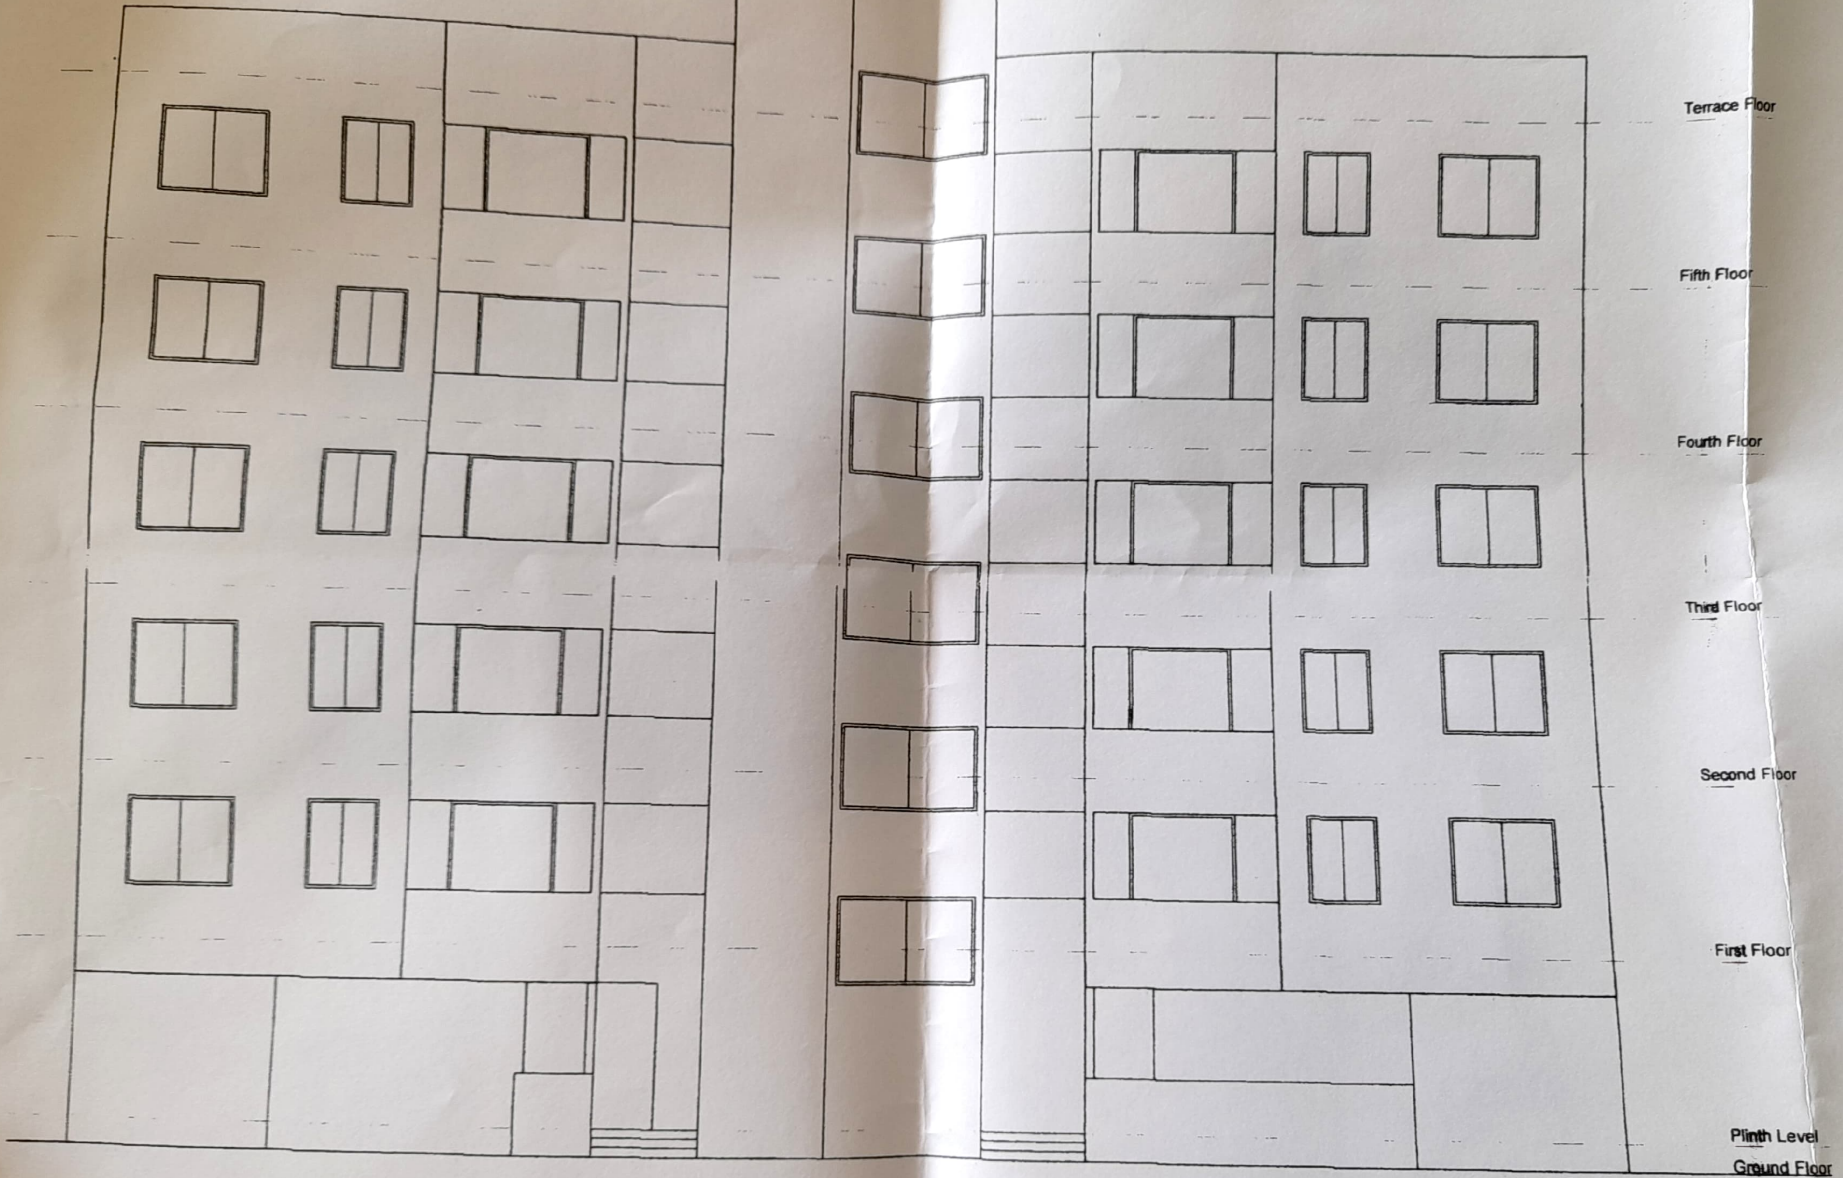 Terrace Floor
Fifth Floor
Fourth Floor
Third Floor
Second Floor
First Floor
Plinth Level
Ground Floor